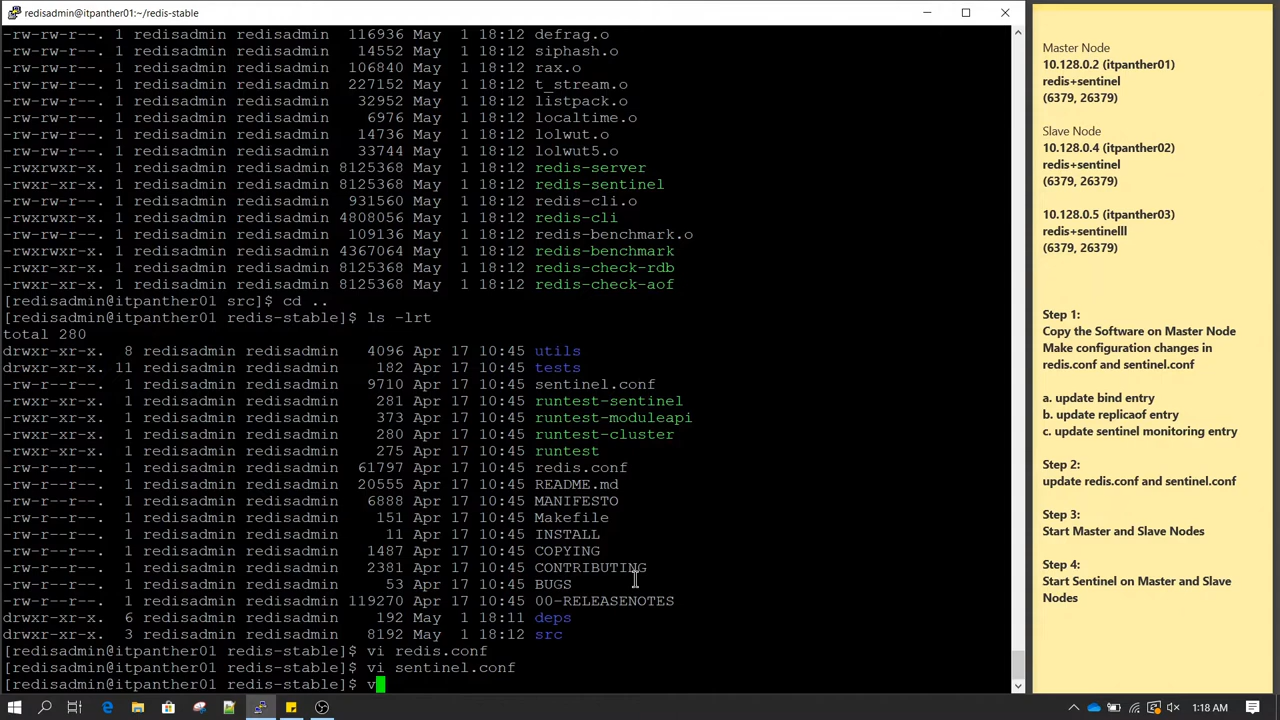 redisadmin@itpanther01:~/redis-stable
-rw-rw-r--. 1 redisadmin redisadmin  116936 May  1 18:12 defrag.o
-rw-rw-r--. 1 redisadmin redisadmin   14552 May  1 18:12 siphash.o
-rw-rw-r--. 1 redisadmin redisadmin  106840 May  1 18:12 rax.o
-rw-rw-r--. 1 redisadmin redisadmin  227152 May  1 18:12 t_stream.o
-rw-rw-r--. 1 redisadmin redisadmin   32952 May  1 18:12 listpack.o
-rw-rw-r--. 1 redisadmin redisadmin    6976 May  1 18:12 localtime.o
-rw-rw-r--. 1 redisadmin redisadmin   14736 May  1 18:12 lolwut.o
-rw-rw-r--. 1 redisadmin redisadmin   33744 May  1 18:12 lolwut5.o
-rwxrwxr-x. 1 redisadmin redisadmin 8125368 May  1 18:12 redis-server
-rwxrwxr-x. 1 redisadmin redisadmin 8125368 May  1 18:12 redis-sentinel
-rw-rw-r--. 1 redisadmin redisadmin  931560 May  1 18:12 redis-cli.o
-rwxrwxr-x. 1 redisadmin redisadmin 4808056 May  1 18:12 redis-cli
-rw-rw-r--. 1 redisadmin redisadmin  109136 May  1 18:12 redis-benchmark.o
-rwxrwxr-x. 1 redisadmin redisadmin 4367064 May  1 18:12 redis-benchmark
-rwxrwxr-x. 1 redisadmin redisadmin 8125368 May  1 18:12 redis-check-rdb
-rwxrwxr-x. 1 redisadmin redisadmin 8125368 May  1 18:12 redis-check-aof
[redisadmin@itpanther01 src]$ cd ..
[redisadmin@itpanther01 redis-stable]$ ls -lrt
total 280
drwxr-xr-x.  8 redisadmin redisadmin   4096 Apr 17 10:45 utils
drwxr-xr-x. 11 redisadmin redisadmin    182 Apr 17 10:45 tests
-rw-r--r--.  1 redisadmin redisadmin   9710 Apr 17 10:45 sentinel.conf
-rwxr-xr-x.  1 redisadmin redisadmin    281 Apr 17 10:45 runtest-sentinel
-rwxr-xr-x.  1 redisadmin redisadmin    373 Apr 17 10:45 runtest-moduleapi
-rwxr-xr-x.  1 redisadmin redisadmin    280 Apr 17 10:45 runtest-cluster
-rwxr-xr-x.  1 redisadmin redisadmin    275 Apr 17 10:45 runtest
-rw-r--r--.  1 redisadmin redisadmin  61797 Apr 17 10:45 redis.conf
-rw-r--r--.  1 redisadmin redisadmin  20555 Apr 17 10:45 README.md
-rw-r--r--.  1 redisadmin redisadmin   6888 Apr 17 10:45 MANIFESTO
-rw-r--r--.  1 redisadmin redisadmin    151 Apr 17 10:45 Makefile
-rw-r--r--.  1 redisadmin redisadmin     11 Apr 17 10:45 INSTALL
-rw-r--r--.  1 redisadmin redisadmin   1487 Apr 17 10:45 COPYING
-rw-r--r--.  1 redisadmin redisadmin   2381 Apr 17 10:45 CONTRIBUTING
-rw-r--r--.  1 redisadmin redisadmin     53 Apr 17 10:45 BUGS
-rw-r--r--.  1 redisadmin redisadmin 119270 Apr 17 10:45 00-RELEASENOTES
drwxr-xr-x.  6 redisadmin redisadmin    192 May  1 18:11 deps
drwxr-xr-x.  3 redisadmin redisadmin   8192 May  1 18:12 src
[redisadmin@itpanther01 redis-stable]$ vi redis.conf
[redisadmin@itpanther01 redis-stable]$ vi sentinel.conf
[redisadmin@itpanther01 redis-stable]$ v
Master Node
10.128.0.2 (itpanther01)
redis+sentinel
(6379, 26379)
Slave Node
10.128.0.4 (itpanther02)
redis+sentinel
(6379, 26379)
10.128.0.5 (itpanther03)
redis+sentinelll
(6379, 26379)
Step 1:
Copy the Software on Master Node
Make configuration changes in
redis.conf and sentinel.conf
a. update bind entry
b. update replicaof entry
c. update sentinel monitoring entry
Step 2:
update redis.conf and sentinel.conf
Step 3:
Start Master and Slave Nodes
Step 4:
Start Sentinel on Master and Slave
Nodes
1:18 AM